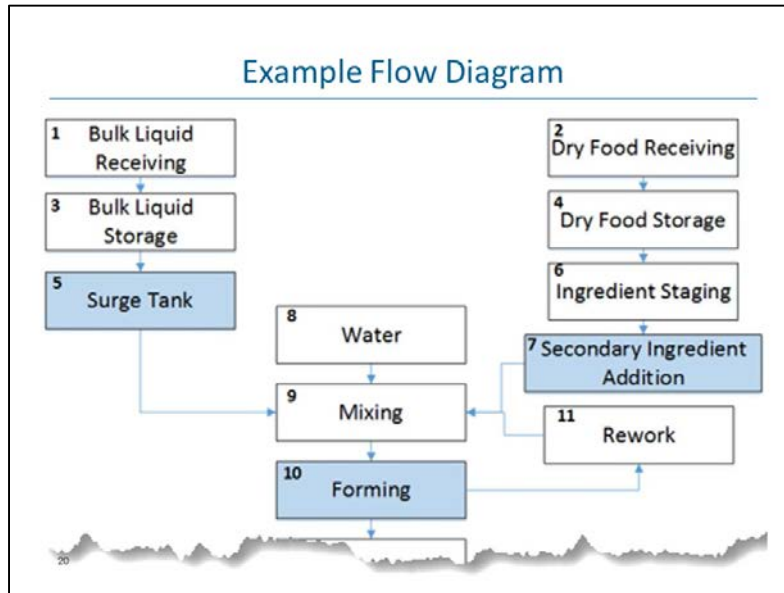 Example Flow Diagram
1 Bulk Liquid
Receiving
2 Dry Food Receiving
3 Bulk Liquid
Storage
4 Dry Food Storage
5 Surge Tank
6 Ingredient Staging
7 Secondary Ingredient
Addition
8 Water
9 Mixing
10 Forming
11 Rework
20